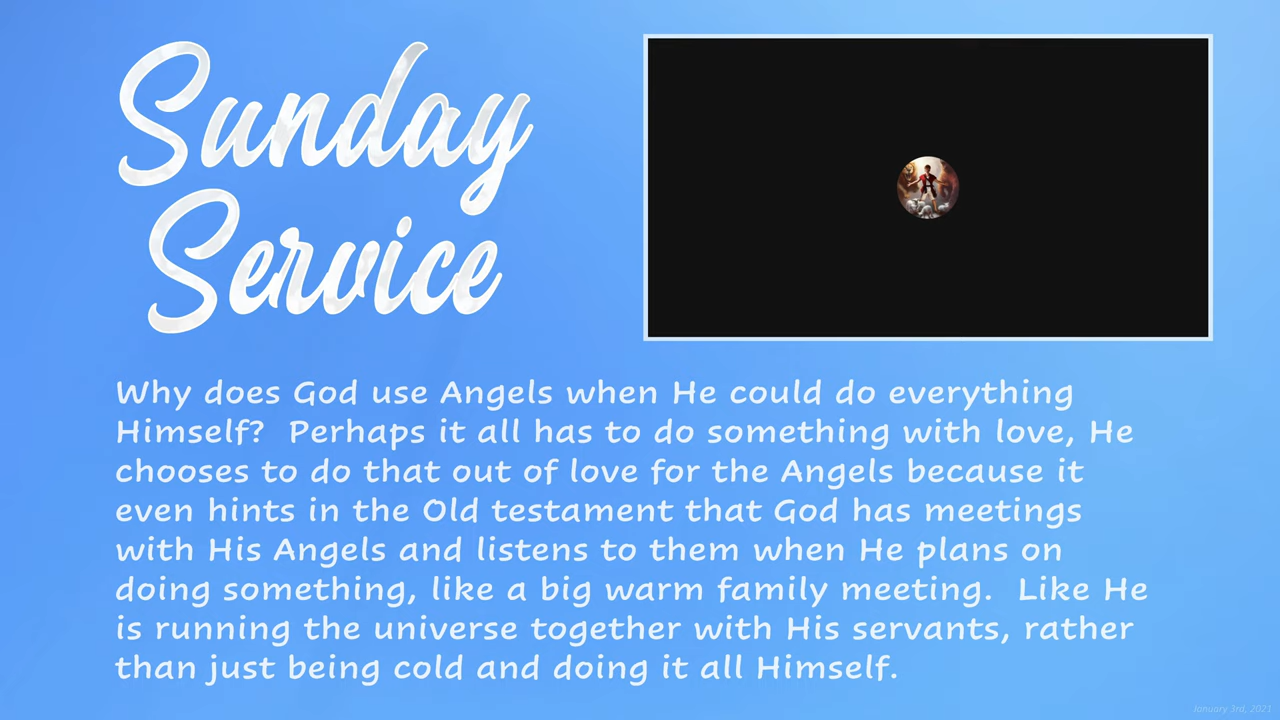 Sunday
Service
Why does God use Angels when He could do everything
Himself?  Perhaps it all has to do something with love, He
chooses to do that out of love for the Angels because it
even hints in the Old testament that God has meetings
with His Angels and listens to them when He plans on
doing something, like a big warm family meeting.  Like He
is running the universe together with His servants, rather
than just being cold and doing it all Himself.
January 3rd, 2021